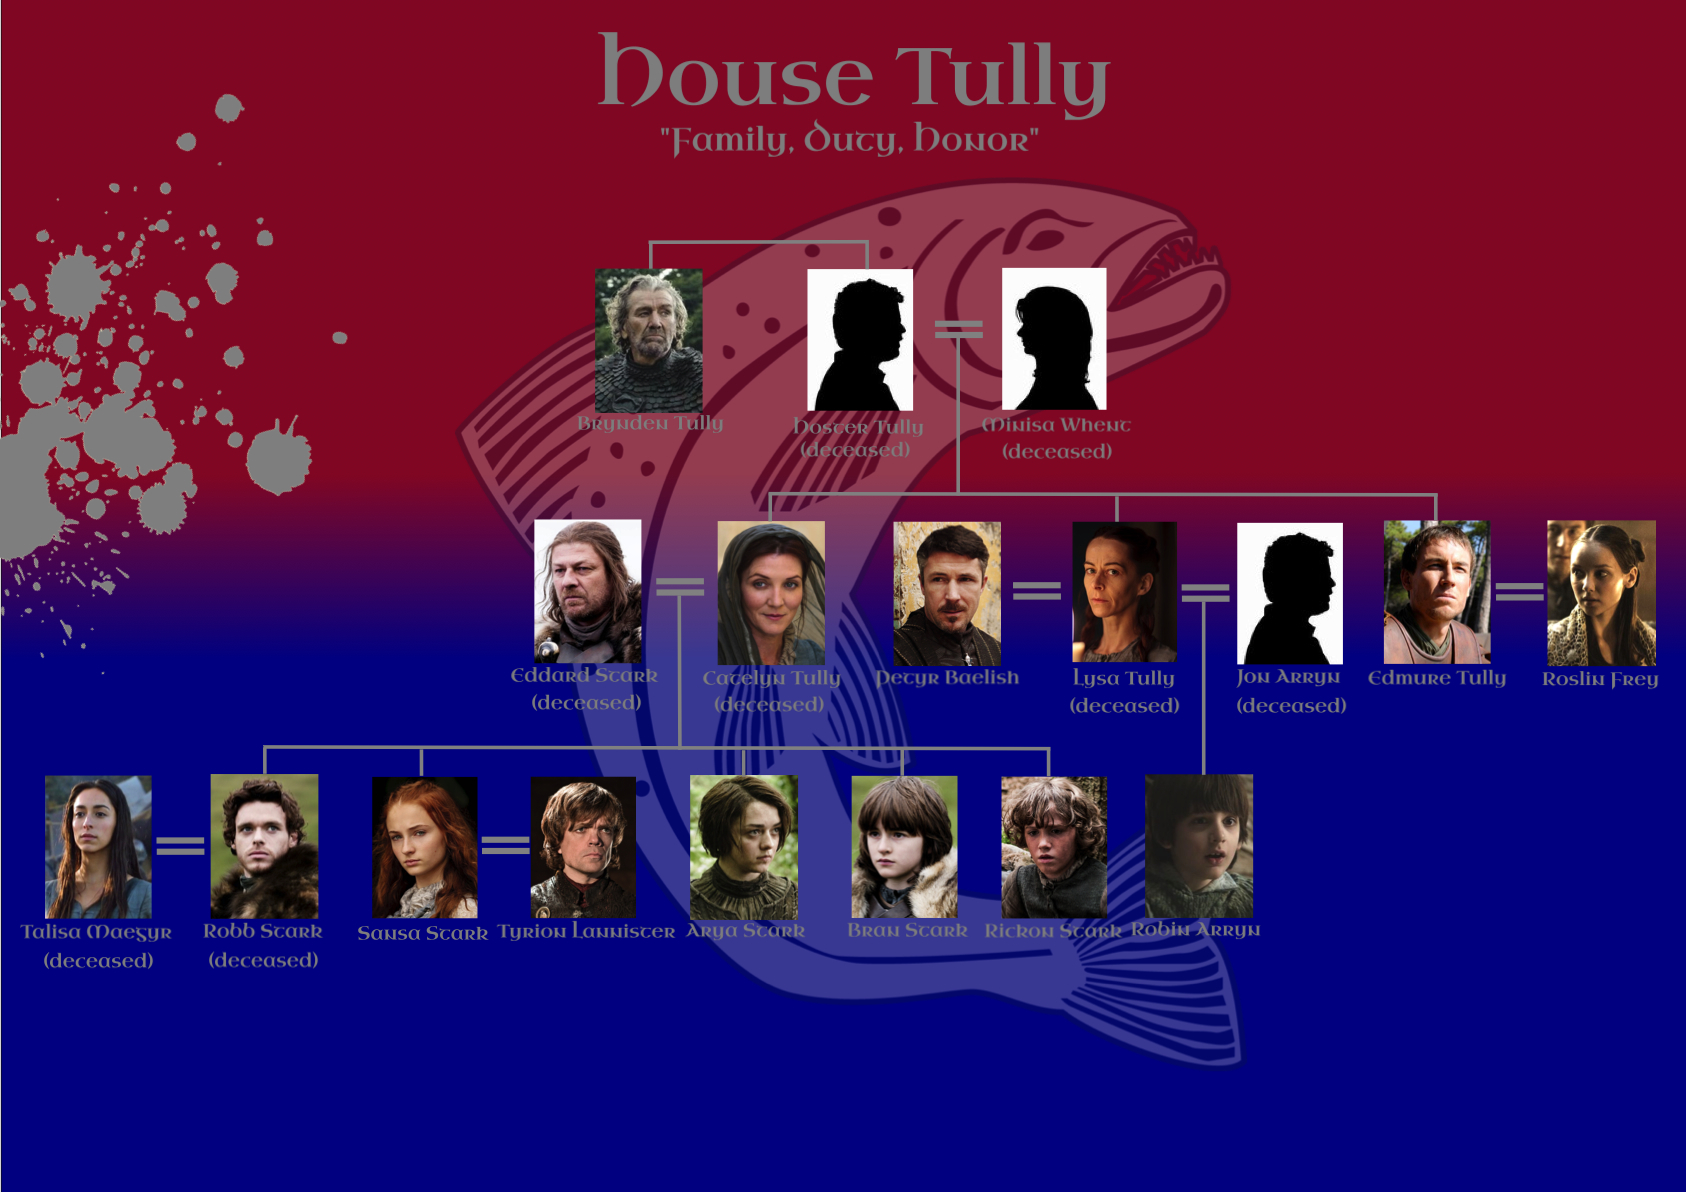 House Tully
"Family, Duty, Honor"
Brynden Tully
Hoster Tully
(deceased)
Minisa Whent
(deceased)
Eddard Stark
(deceased)
Catelyn Tully
(deceased)
Petyr Baelish
Lysa Tully
(deceased)
Jon Arryn
(deceased)
Edmure Tully
Roslin Frey
Talisa Maegyr
(deceased)
Robb Stark
(deceased)
Sansa Stark
Tyrion Lannister
Arya Stark
Bran Stark
Rickon Stark
Robin Arryn